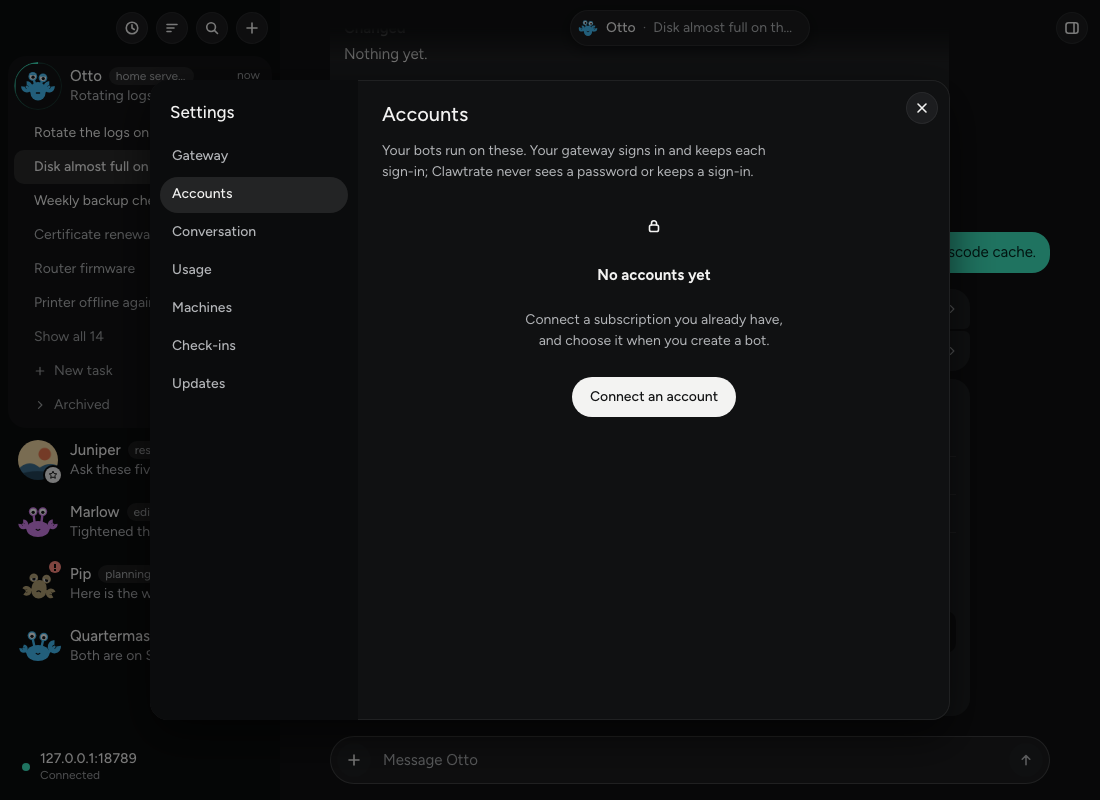 Otto · Disk almost full on th...
Nothing yet.
Otto home serve... now
Rotating logs
Rotate the logs on
Disk almost full on
Weekly backup che
Certificate renewa
Router firmware
Printer offline again
Show all 14
+ New task
Archived
Juniper res
Ask these fiv
Marlow edi
Tightened th
Pip planning
Here is the w
Quartermas
Both are on S
127.0.0.1:18789
Connected
Settings
Gateway
Accounts
Conversation
Usage
Machines
Check-ins
Updates
Accounts
Your bots run on these. Your gateway signs in and keeps each
sign-in; Clawtrate never sees a password or keeps a sign-in.
No accounts yet
Connect a subscription you already have,
and choose it when you create a bot.
Connect an account
scode cache.
Message Otto